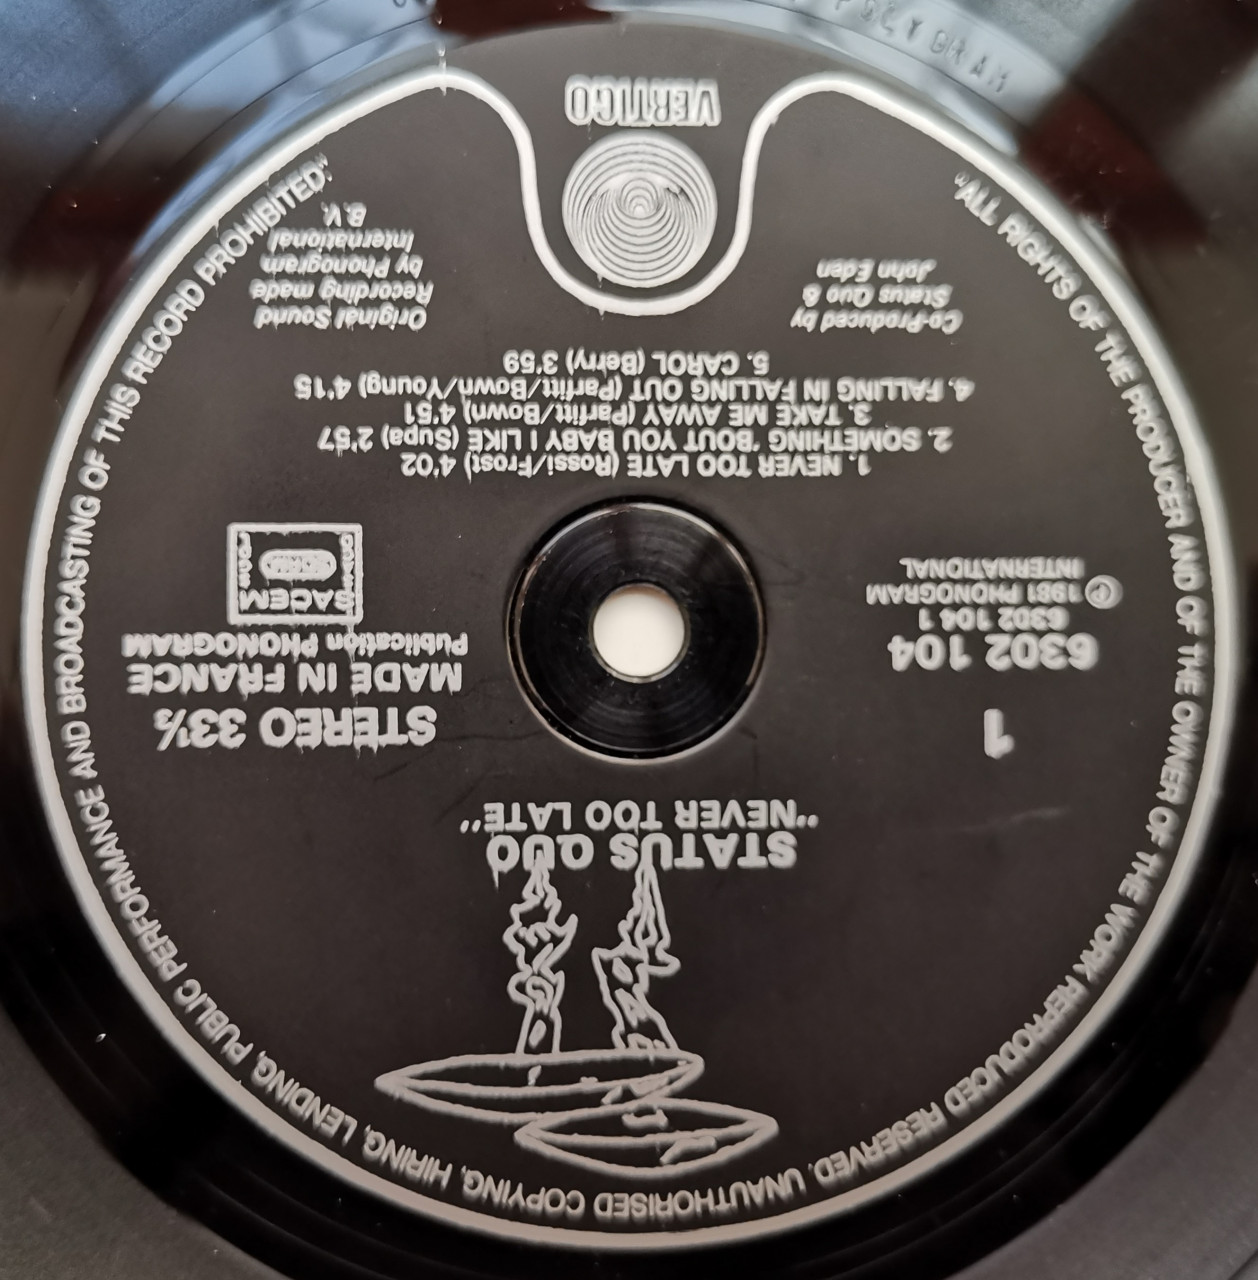 STATUS QUO
"NEVER TOO LATE"
1
6302 104
6302 104 1
Ⓟ 1981 PHONOGRAM
INTERNATIONAL
STEREO 33⅓
MADE IN FRANCE
Publication PHONOGRAM
SACEM
1. NEVER TOO LATE (Rossi/Frost) 4'02
2. SOMETHING 'BOUT YOU BABY I LIKE (Supa) 2'57
3. TAKE ME AWAY (Parfitt/Bown) 4'51
4. FALLING IN FALLING OUT (Parfitt/Bown/Young) 4'15
5. CAROL (Berry) 3'59
Co-Produced by
Status Quo &
John Eden
Original Sound
Recording made
by Phonogram
International
B.V.
VERTIGO
"ALL RIGHTS OF THE PRODUCER AND OF THE OWNER OF THE WORK REPRODUCED RESERVED. UNAUTHORISED COPYING, HIRING, LENDING, PUBLIC PERFORMANCE AND BROADCASTING OF THIS RECORD PROHIBITED"
POLYGRAM